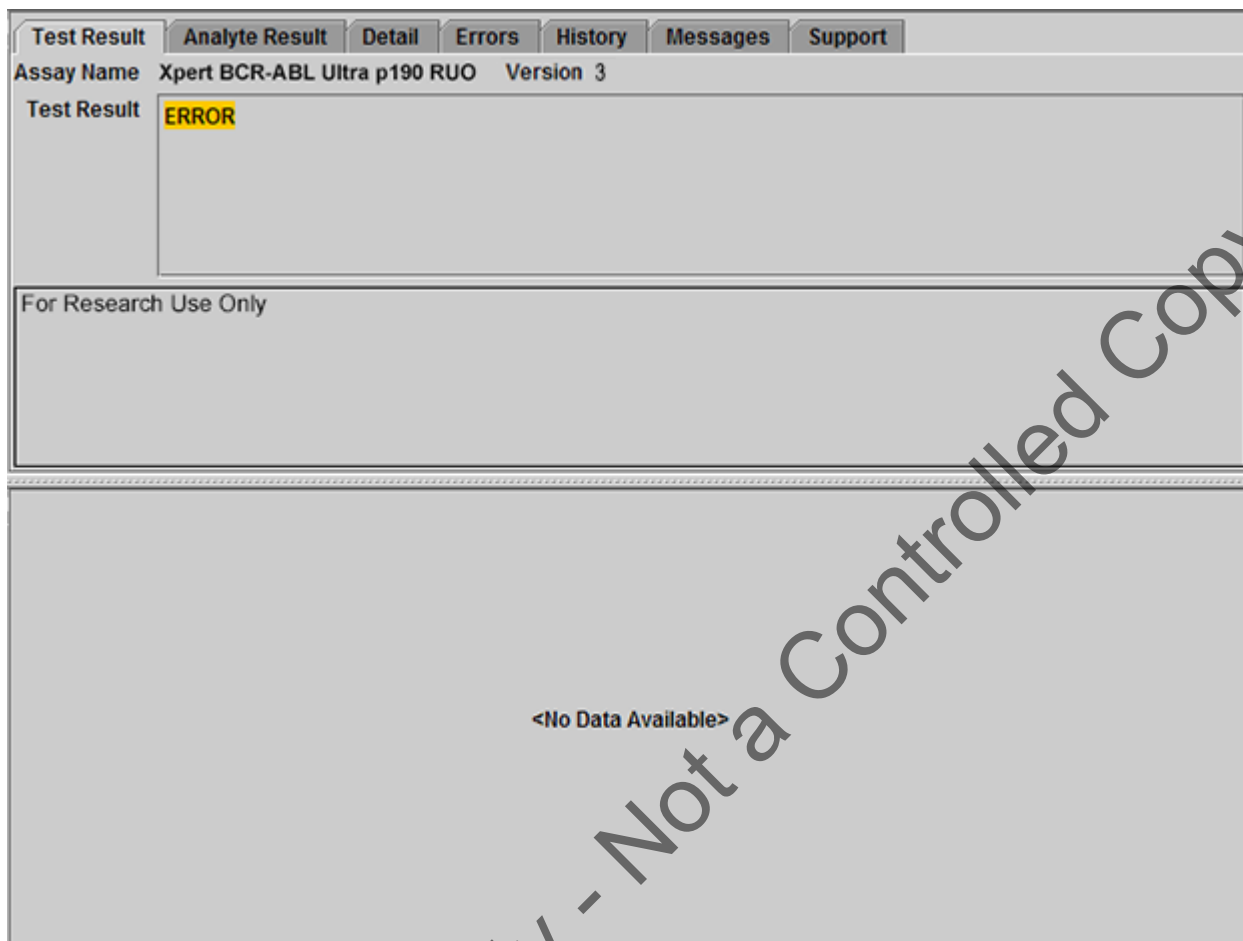 Test Result Analyte Result Detail Errors History Messages Support
Assay Name Xpert BCR-ABL Ultra p190 RUO Version 3
Test Result ERROR
For Research Use Only
<No Data Available>
- Not a Controlled Copy